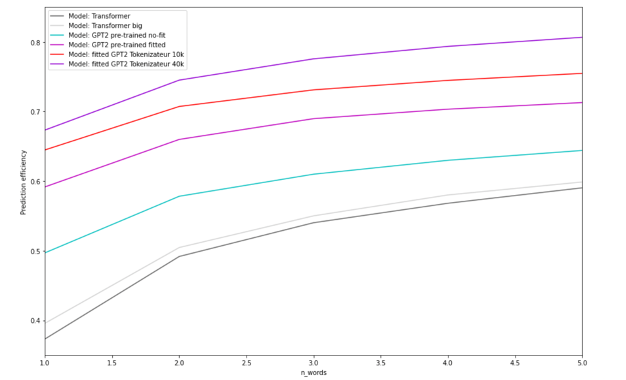 Model: Transformer
Model: Transformer big
Model: GPT2 pre-trained no-fit
Model: GPT2 pre-trained fitted
Model: fitted GPT2 Tokenizateur 10k
Model: fitted GPT2 Tokenizateur 40k
0.8
0.7
0.6
0.5
0.4
Prediction efficiency
1.0 1.5 2.0 2.5 3.0 3.5 4.0 4.5 5.0
n_words